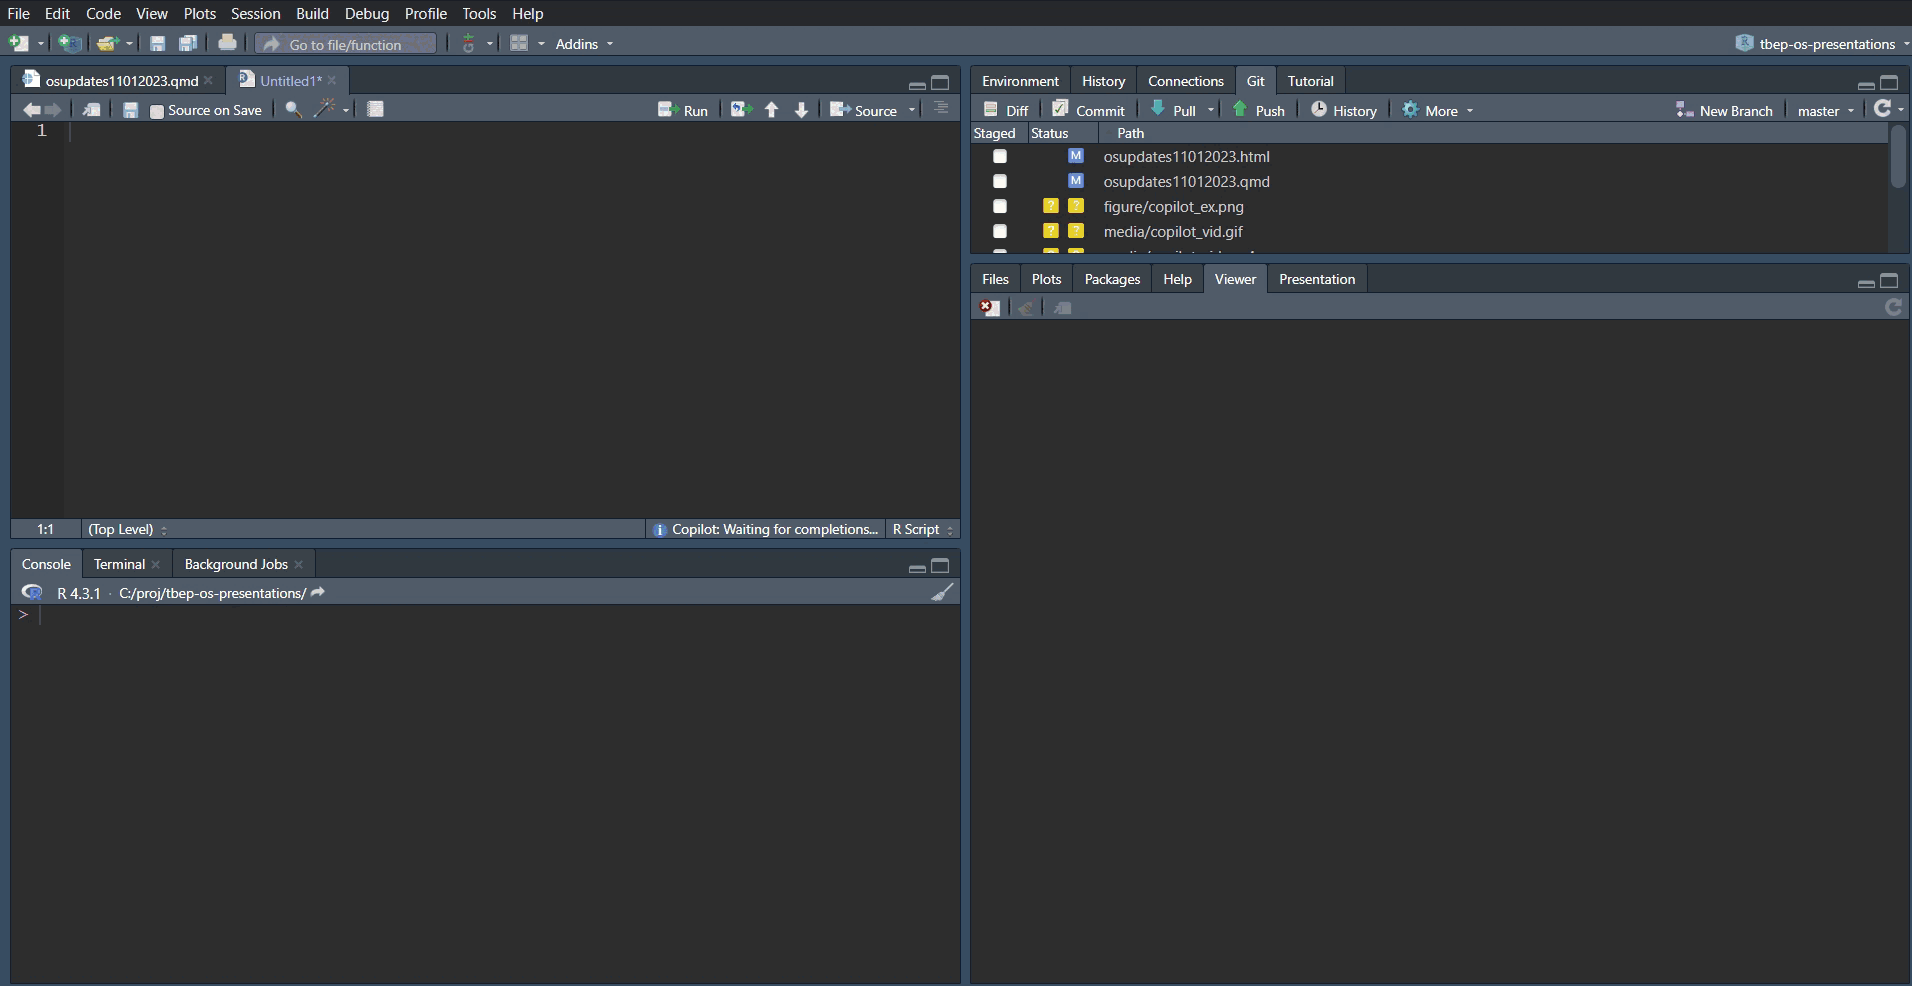 File Edit Code View Plots Session Build Debug Profile Tools Help
Go to file/function Addins tbep-os-presentations
osupdates11012023.qmd Untitled1*
Source on Save Run Source
1
1:1 (Top Level) Copilot: Waiting for completions... R Script
Console Terminal Background Jobs
R 4.3.1 · C:/proj/tbep-os-presentations/
>
Environment History Connections Git Tutorial
Diff Commit Pull Push History More New Branch master
Staged Status Path
M osupdates11012023.html
M osupdates11012023.qmd
? ? figure/copilot_ex.png
? ? media/copilot_vid.gif
Files Plots Packages Help Viewer Presentation